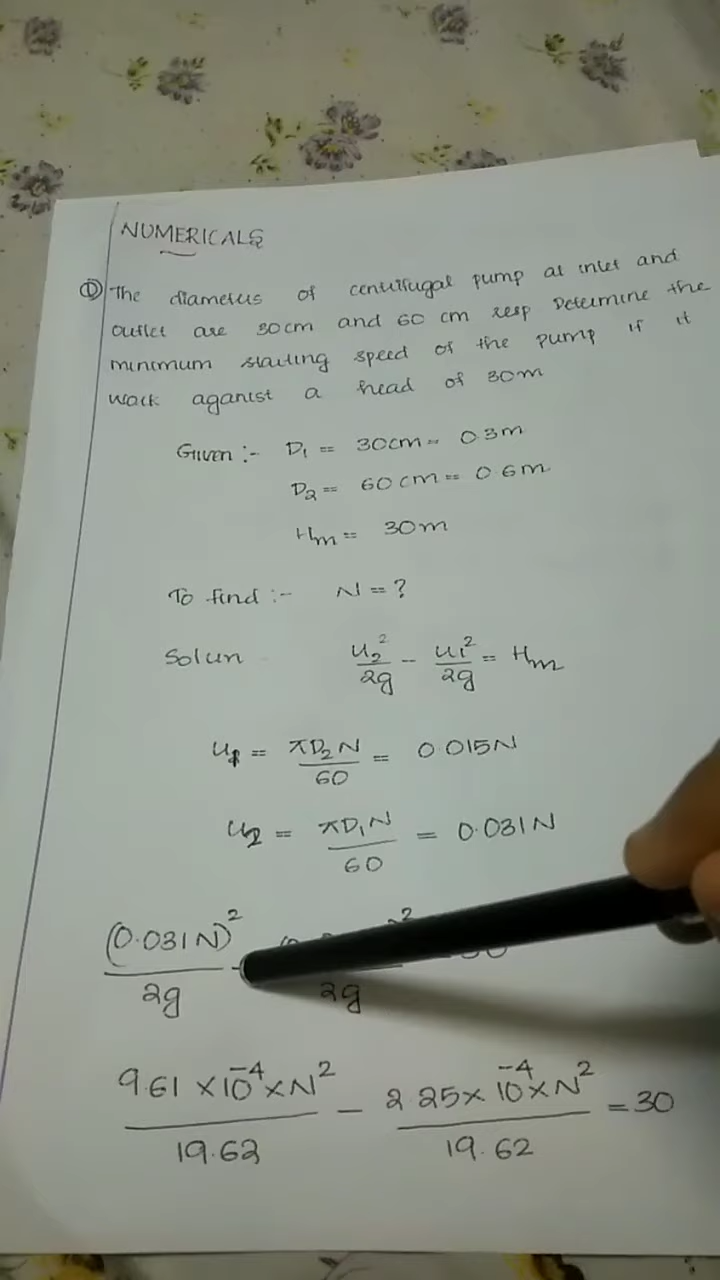 NUMERICALS
① The diameters of centrifugal pump at inlet and
outlet are 30cm and 60 cm resp Determine the
minimum starting speed of the pump if it
work aganist a head of 30m
Given :- D₁ = 30cm = 0.3m
D₂ = 60cm = 0.6m
Hm = 30m
To find :- N = ?
Solun u₂²/2g - u₁²/2g = Hm
u₁ = πD₂N/60 = 0.015N
u₂ = πD₁N/60 = 0.031N
(0.031N)²/2g - ²/2g
9.61 × 10⁻⁴ × N²/19.62 - 2.25 × 10⁻⁴ × N²/19.62 = 30